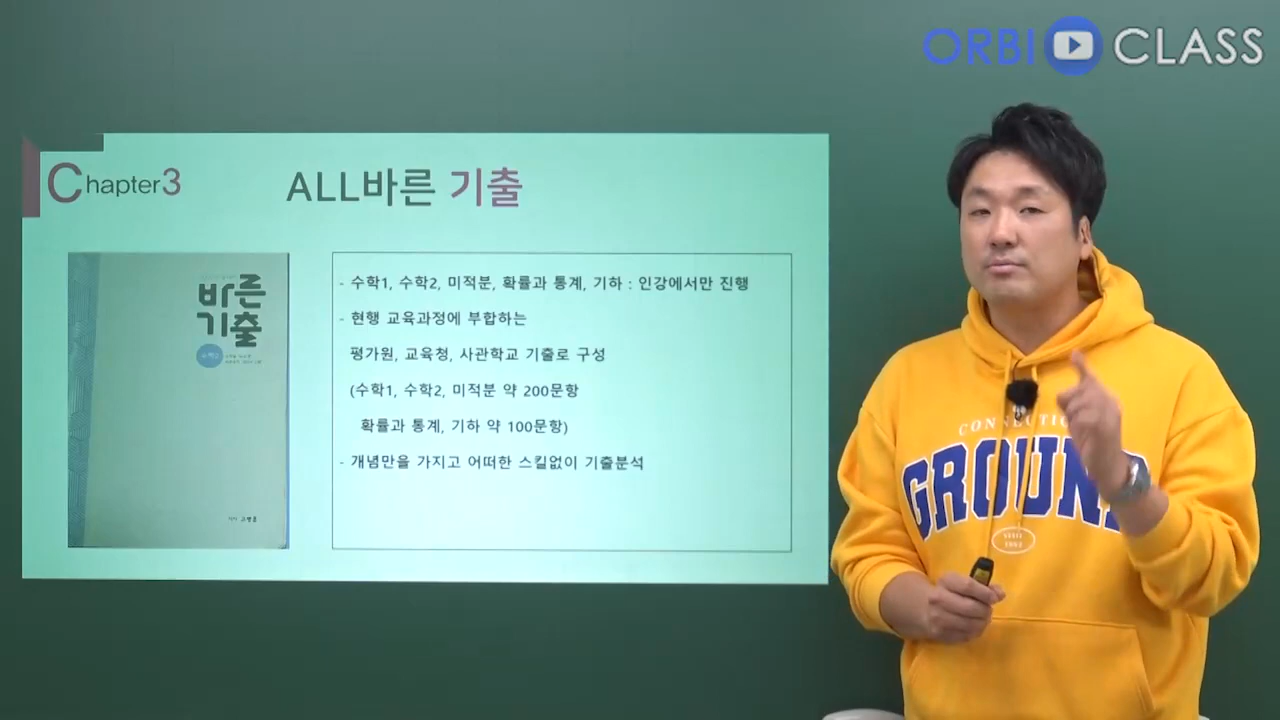 ORBI CLASS
Chapter3
ALL바른 기출
- 수학1, 수학2, 미적분, 확률과 통계, 기하 : 인강에서만 진행
- 현행 교육과정에 부합하는
평가원, 교육청, 사관학교 기출로 구성
(수학1, 수학2, 미적분 약 200문항
확률과 통계, 기하 약 100문항)
- 개념만을 가지고 어떠한 스킬없이 기출분석
바른
기출
GROUND